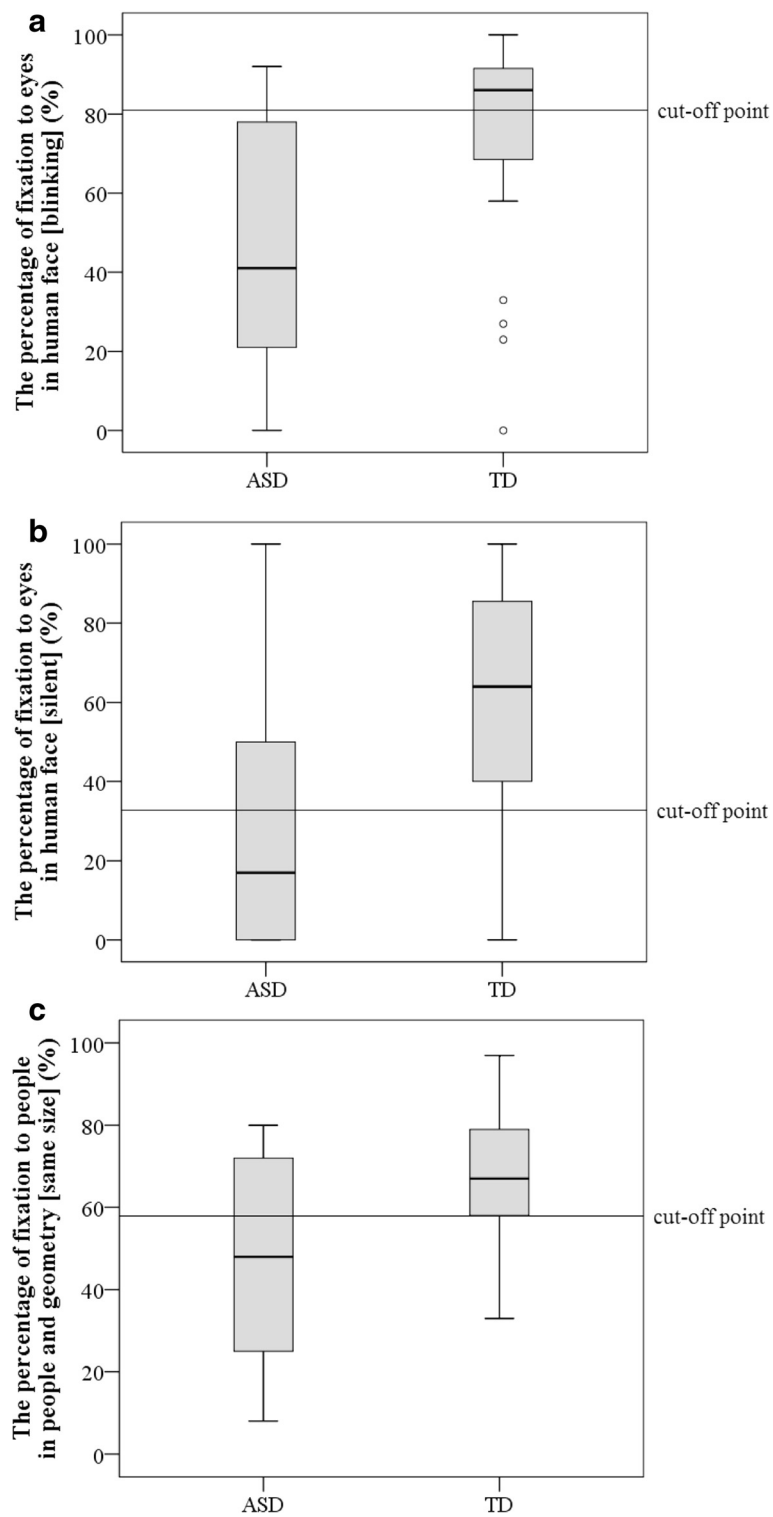 a
The percentage of fixation to eyes
in human face [blinking] (%)
100
80
60
40
20
0
cut-off point
ASD TD
b
The percentage of fixation to eyes
in human face [silent] (%)
100
80
60
40
20
0
cut-off point
ASD TD
c
The percentage of fixation to people
in people and geometry [same size] (%)
100
80
60
40
20
0
cut-off point
ASD TD